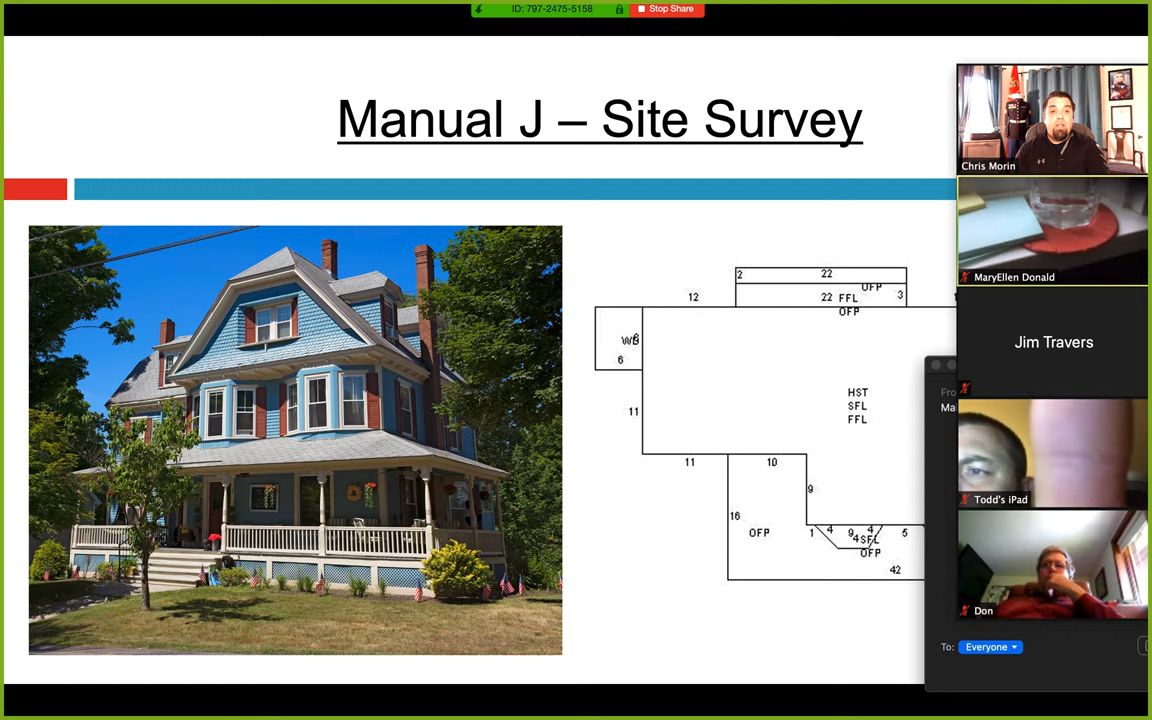 ID: 797-2475-5158
Stop Share
Manual J – Site Survey
Chris Morin
MaryEllen Donald
Jim Travers
Todd's iPad
Don
2
22
OFP
12
22
FFL
3
OFP
6
11
HST
SFL
FFL
11
10
9
16
OFP
1
4
9
4
4
SFL
5
OFP
42
To:
Everyone